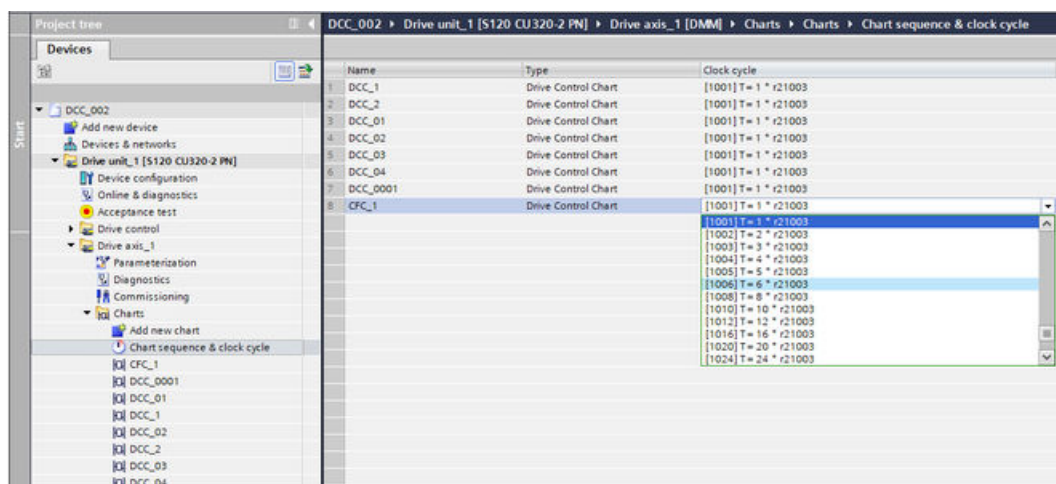 Project tree
DCC_002 ▸ Drive unit_1 [S120 CU320-2 PN] ▸ Drive axis_1 [DMM] ▸ Charts ▸ Charts ▸ Chart sequence & clock cycle
Devices
Start
DCC_002
Add new device
Devices & networks
Drive unit_1 [S120 CU320-2 PN]
Device configuration
Online & diagnostics
Acceptance test
Drive control
Drive axis_1
Parameterization
Diagnostics
Commissioning
Charts
Add new chart
Chart sequence & clock cycle
CFC_1
DCC_0001
DCC_01
DCC_1
DCC_02
DCC_2
DCC_03
DCC_04
Name Type Clock cycle
1 DCC_1 Drive Control Chart [1001] T= 1 * r21003
2 DCC_2 Drive Control Chart [1001] T= 1 * r21003
3 DCC_01 Drive Control Chart [1001] T= 1 * r21003
4 DCC_02 Drive Control Chart [1001] T= 1 * r21003
5 DCC_03 Drive Control Chart [1001] T= 1 * r21003
6 DCC_04 Drive Control Chart [1001] T= 1 * r21003
7 DCC_0001 Drive Control Chart [1001] T= 1 * r21003
8 CFC_1 Drive Control Chart [1001] T= 1 * r21003
[1001] T= 1 * r21003
[1002] T= 2 * r21003
[1003] T= 3 * r21003
[1004] T= 4 * r21003
[1005] T= 5 * r21003
[1006] T= 6 * r21003
[1008] T= 8 * r21003
[1010] T= 10 * r21003
[1012] T= 12 * r21003
[1016] T= 16 * r21003
[1020] T= 20 * r21003
[1024] T= 24 * r21003